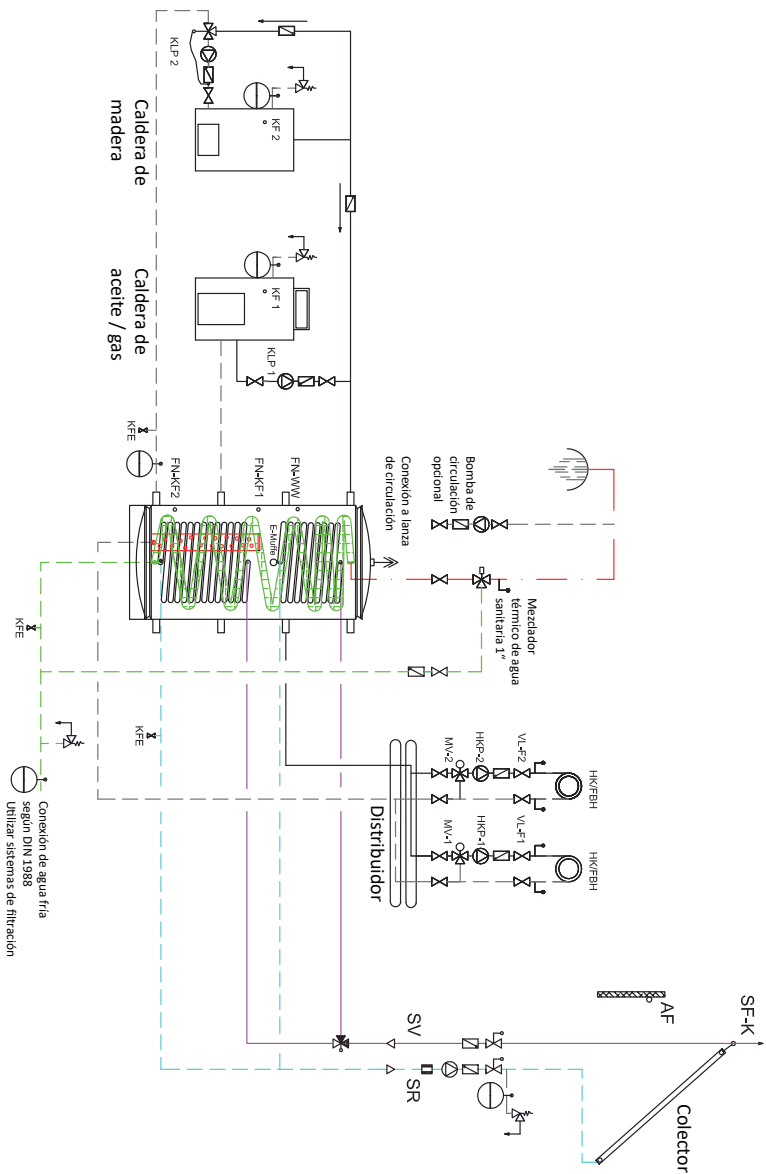 KLP 2
KF 2
Caldera de
madera
KF 1
Caldera de
aceite / gas
KLP 1
KFE
FN-KF2
FN-KF1
FN-WW
E-Muffe
Conexión a lanza
de circulación
Bomba de
circulación
opcional
Mezclador
térmico de agua
sanitaria 1"
KFE
KFE
Conexión de agua fría
según DIN 1988
Utilizar sistemas de filtración
HK/FBH
VL-F2
HKP-2
MV-2
HK/FBH
VL-F1
HKP-1
MV-1
Distribuidor
AF
SF-K
SV
SR
Colector